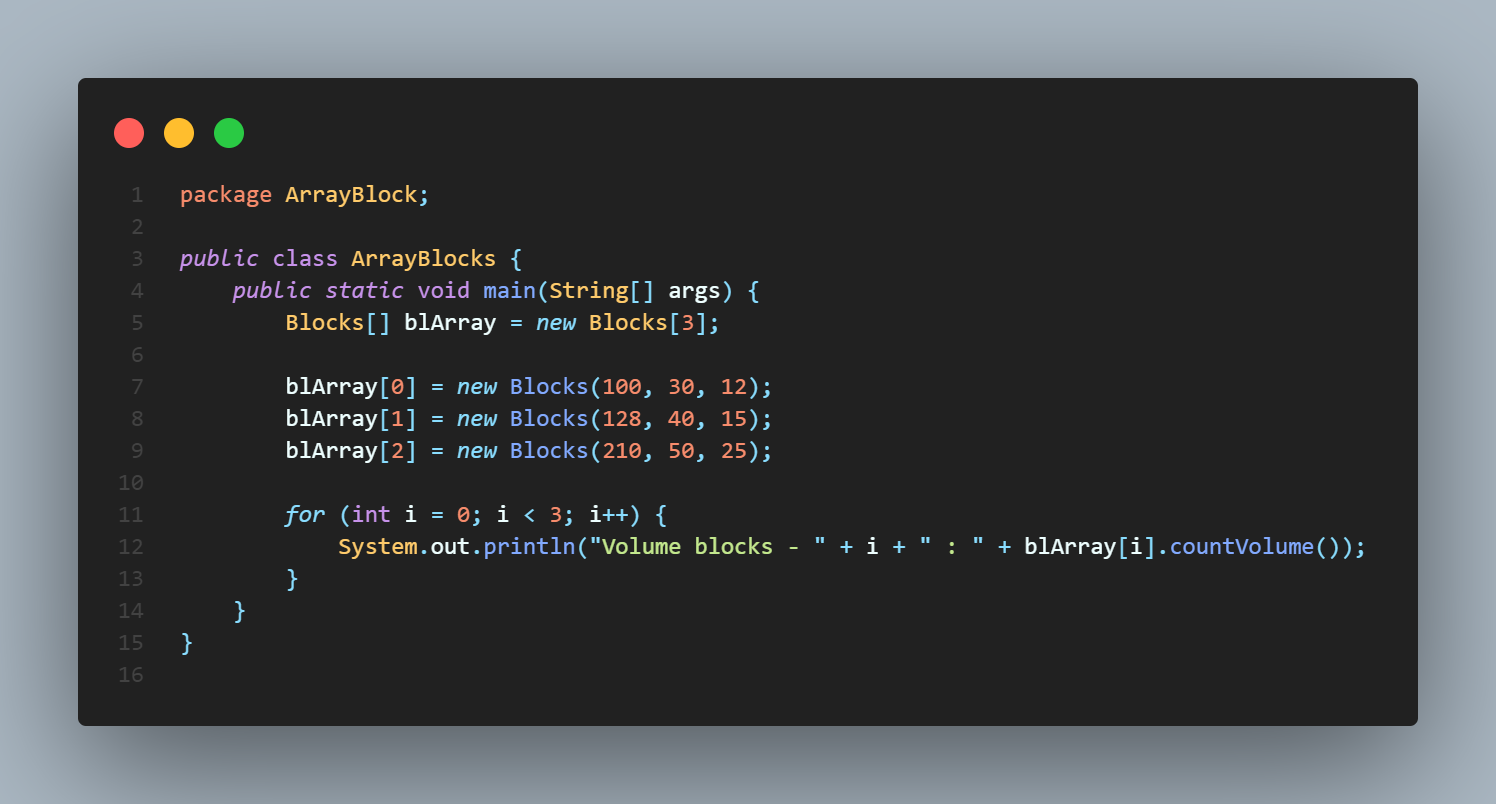 1 package ArrayBlock;
2
3 public class ArrayBlocks {
4     public static void main(String[] args) {
5         Blocks[] blArray = new Blocks[3];
6
7         blArray[0] = new Blocks(100, 30, 12);
8         blArray[1] = new Blocks(128, 40, 15);
9         blArray[2] = new Blocks(210, 50, 25);
10
11         for (int i = 0; i < 3; i++) {
12             System.out.println("Volume blocks - " + i + " : " + blArray[i].countVolume());
13         }
14     }
15 }
16